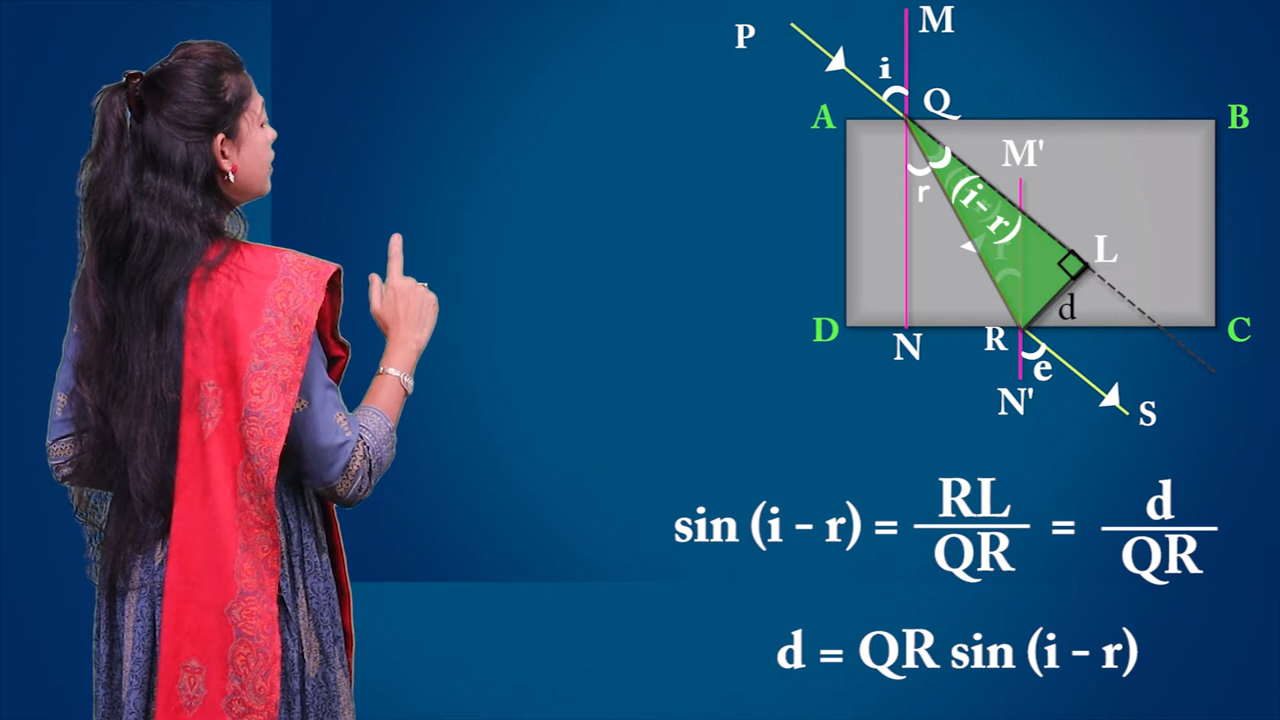 P
M
i
Q
A
B
M'
r
(i-r)
r
L
d
D
C
N
R
e
N'
S
sin (i - r) = RL/QR = d/QR
d = QR sin (i - r)